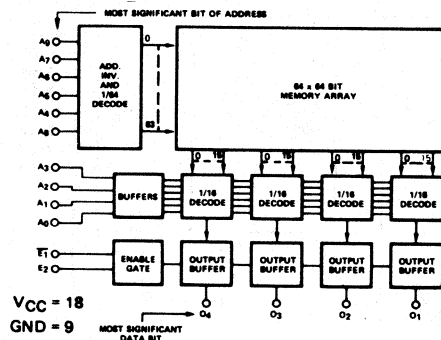 MOST SIGNIFICANT BIT OF ADDRESS
A9
A7
A6
A5
A4
A8
ADD.
INV.
AND
1/64
DECODE
0
63
64 x 64 BIT
MEMORY ARRAY
0 15
0 15
0 15
0 15
A3
A2
A1
A0
BUFFERS
1/16
DECODE
1/16
DECODE
1/16
DECODE
1/16
DECODE
E1
E2
ENABLE
GATE
OUTPUT
BUFFER
OUTPUT
BUFFER
OUTPUT
BUFFER
OUTPUT
BUFFER
O4
O3
O2
O1
VCC = 18
GND = 9
MOST SIGNIFICANT
DATA BIT